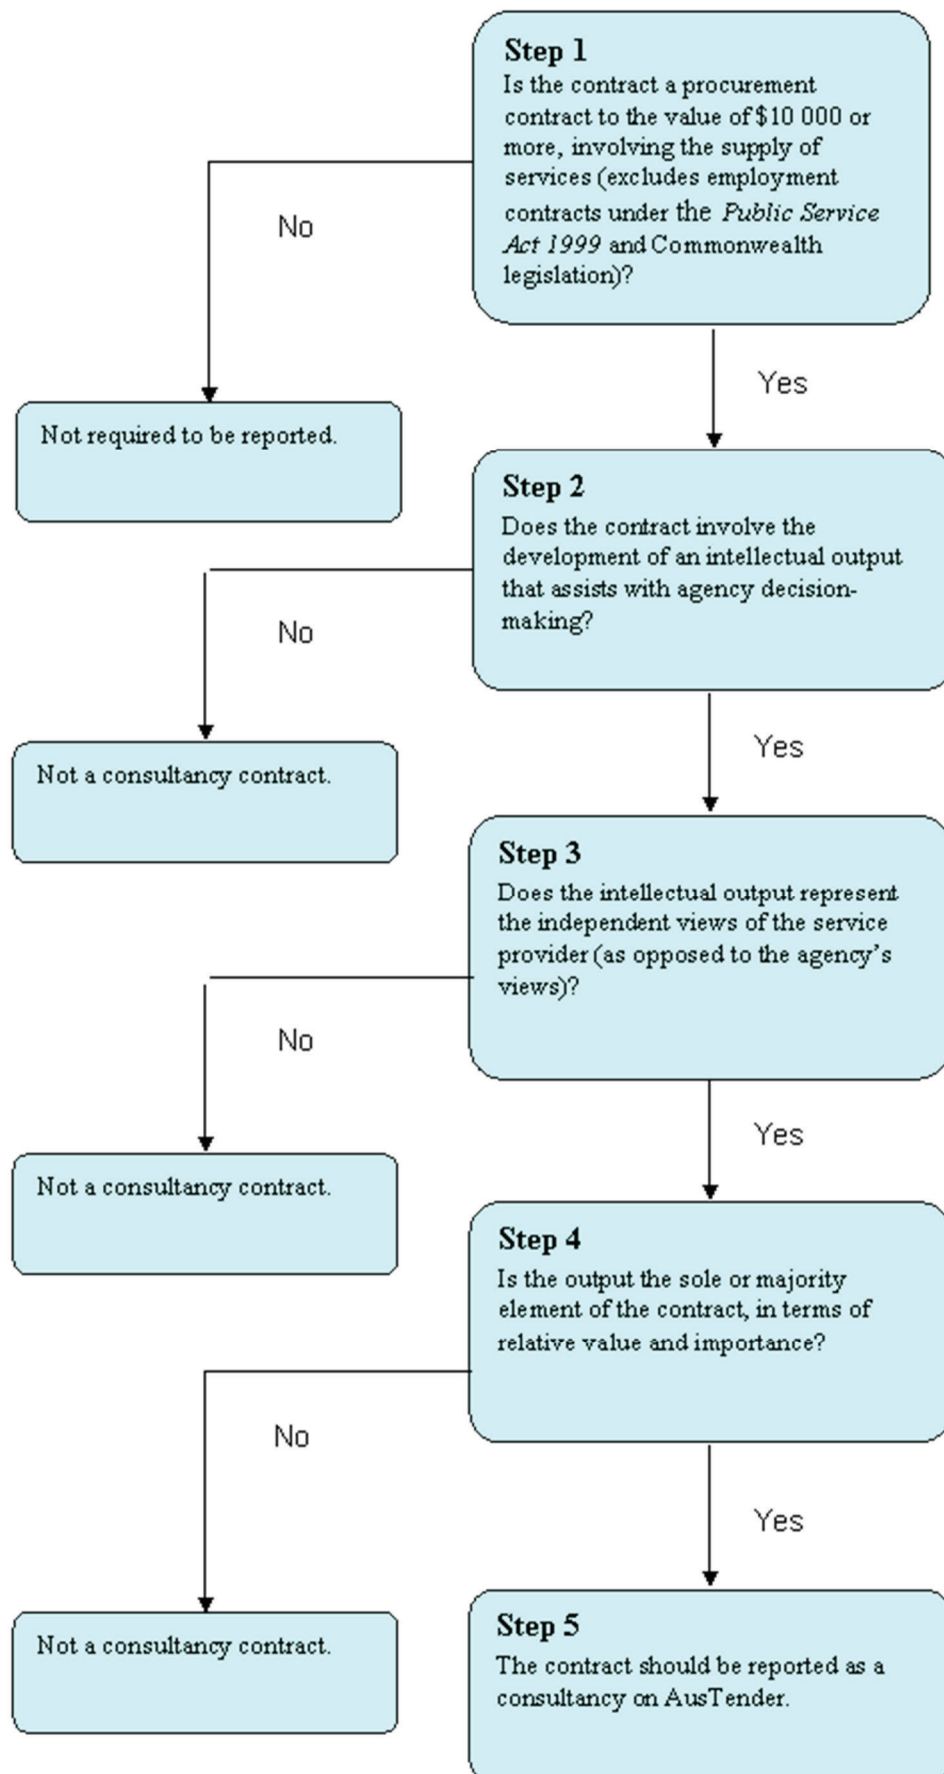 Step 1
Is the contract a procurement
contract to the value of $10 000 or
more, involving the supply of
services (excludes employment
contracts under the Public Service
Act 1999 and Commonwealth
legislation)?
No
Yes
Not required to be reported.
Step 2
Does the contract involve the
development of an intellectual output
that assists with agency decision-
making?
No
Yes
Not a consultancy contract.
Step 3
Does the intellectual output represent
the independent views of the service
provider (as opposed to the agency's
views)?
No
Yes
Not a consultancy contract.
Step 4
Is the output the sole or majority
element of the contract, in terms of
relative value and importance?
No
Yes
Not a consultancy contract.
Step 5
The contract should be reported as a
consultancy on AusTender.